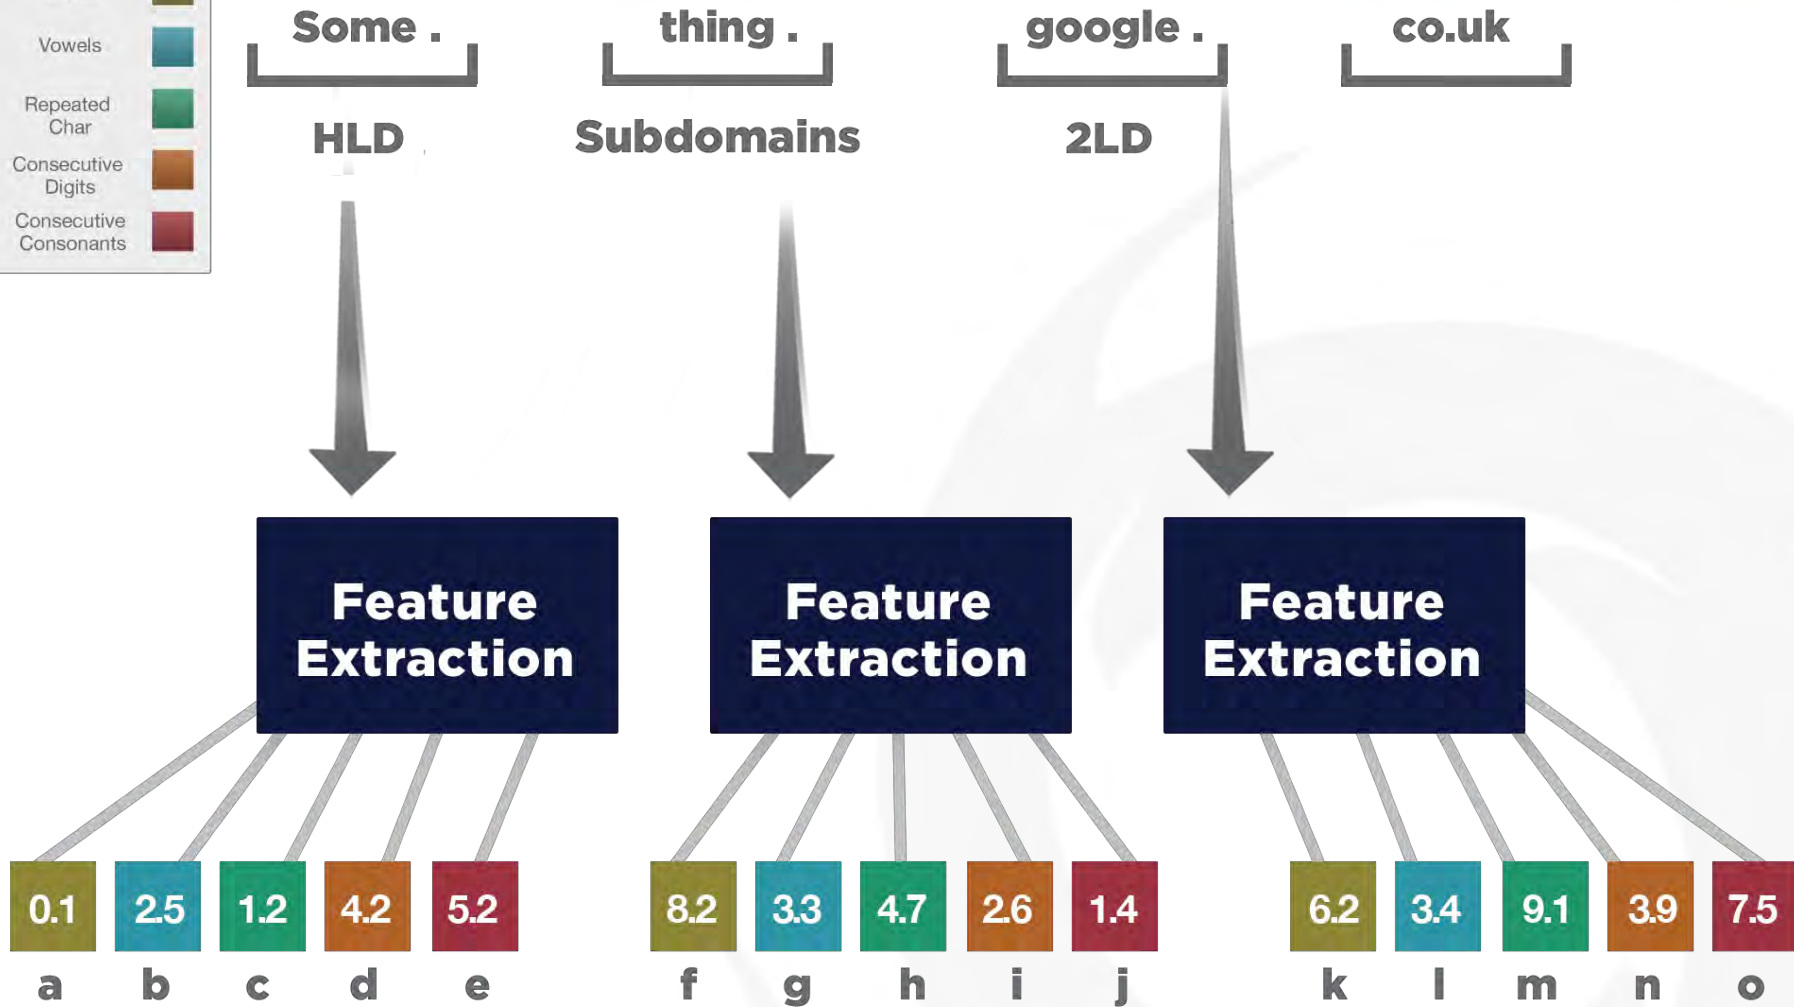 Some .
thing .
google .
co.uk
Vowels
Repeated
Char
Consecutive
Digits
Consecutive
Consonants
HLD
Subdomains
2LD
Feature
Extraction
Feature
Extraction
Feature
Extraction
0.1
2.5
1.2
4.2
5.2
8.2
3.3
4.7
2.6
1.4
6.2
3.4
9.1
3.9
7.5
a
b
c
d
e
f
g
h
i
j
k
l
m
n
o